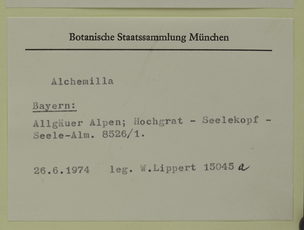 Botanische Staatssammlung München
Alchemilla
Bayern:
Allgäuer Alpen; Hochgrat - Seelekopf -
Seele-Alm. 8526/1.
26.6.1974 leg. W.Lippert 15045 a